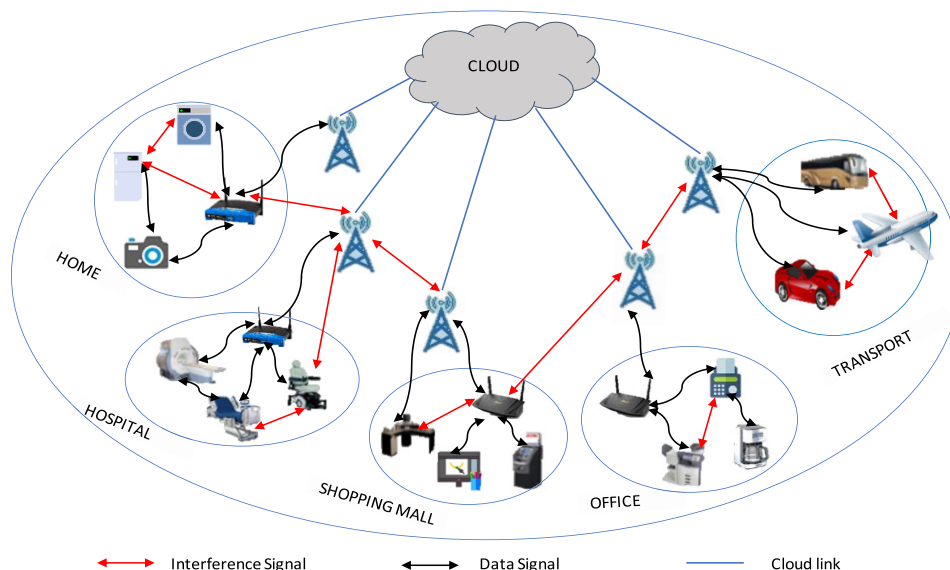 CLOUD
HOME
HOSPITAL
SHOPPING MALL
OFFICE
TRANSPORT
Interference Signal
Data Signal
Cloud link